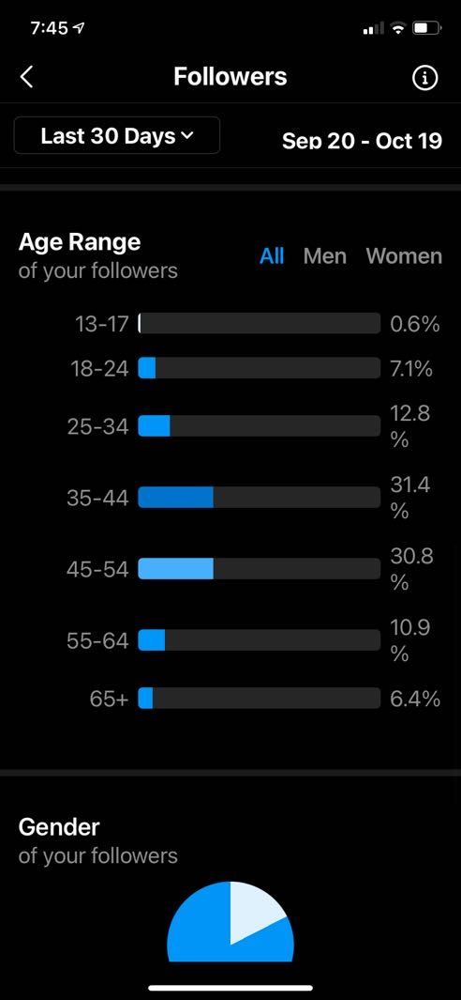 7:45
Followers
Last 30 Days
Sep 20 - Oct 19
Age Range
of your followers
All Men Women
13-17 0.6%
18-24 7.1%
25-34 12.8
%
35-44 31.4
%
45-54 30.8
%
55-64 10.9
%
65+ 6.4%
Gender
of your followers